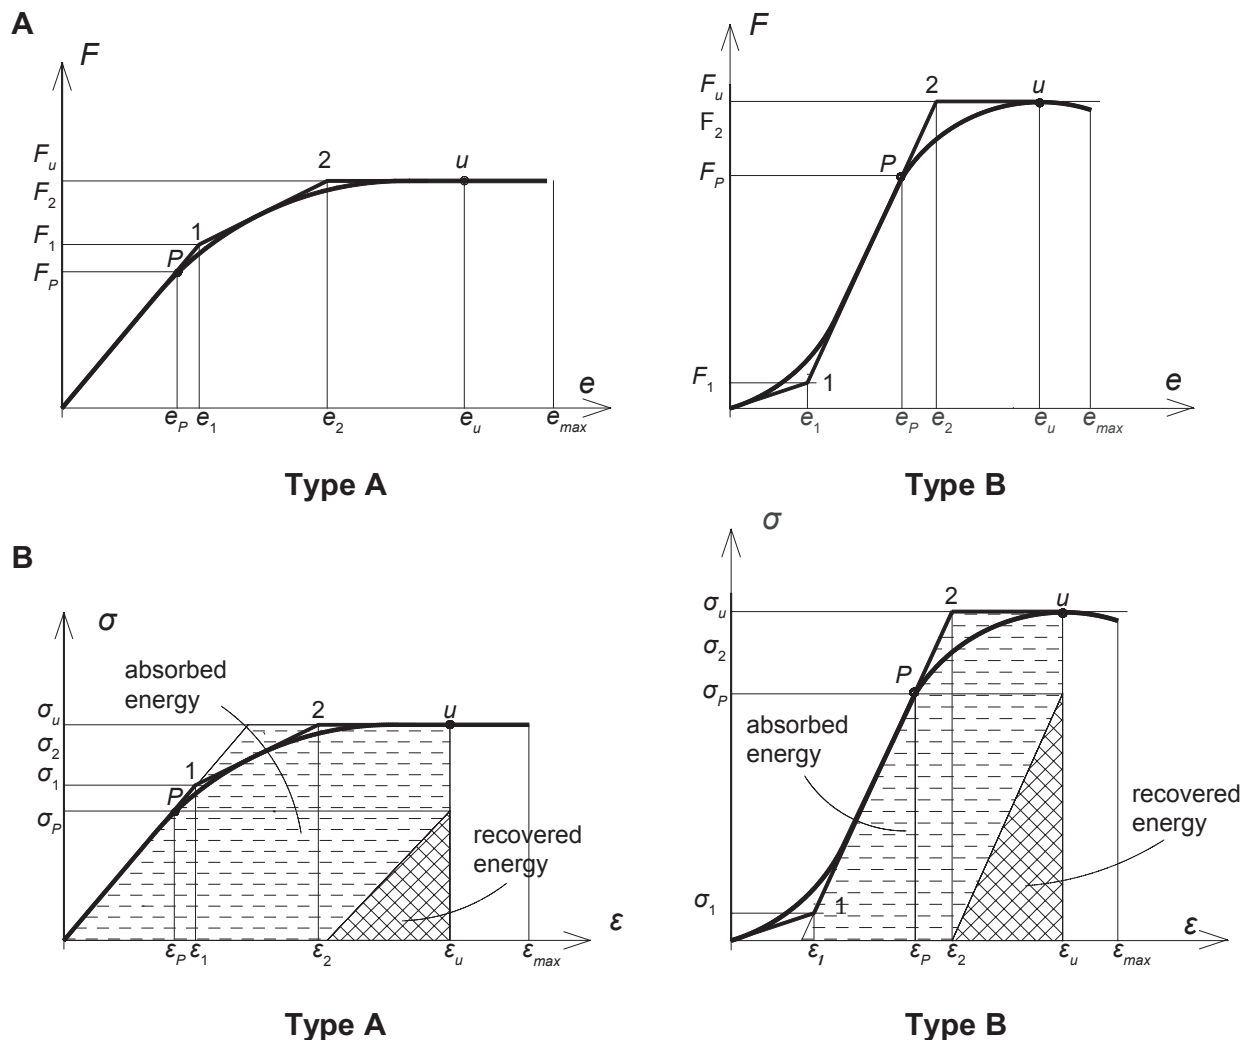 A
F
F_u
F_2
F_1
F_P
P
1
2
u
e
e_P e_1 e_2 e_u e_max
Type A
F
F_u
F_2
F_P
F_1
P
1
2
u
e
e_1 e_P e_2 e_u e_max
Type B
B
σ
absorbed
energy
σ_u
σ_2
σ_1
σ_P
P
1
2
u
recovered
energy
ε
ε_P ε_1 ε_2 ε_u ε_max
Type A
σ
σ_u
σ_2
σ_P
σ_1
2
u
P
absorbed
energy
1
recovered
energy
ε
ε_1 ε_P ε_2 ε_u ε_max
Type B